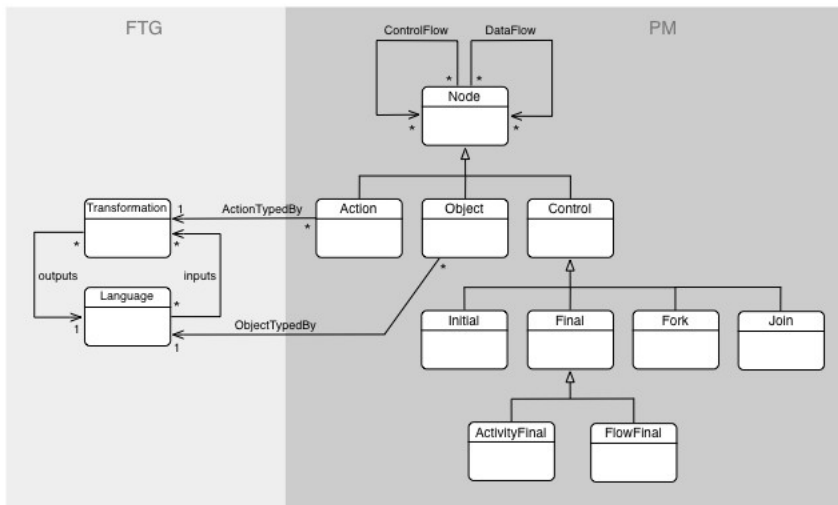 FTG
PM
ControlFlow
DataFlow
* *
Node
* *
Transformation
1
ActionTypedBy
*
Action
Object
Control
* *
*
outputs
inputs
Language
*
1
1
ObjectTypedBy
Initial
Final
Fork
Join
ActivityFinal
FlowFinal